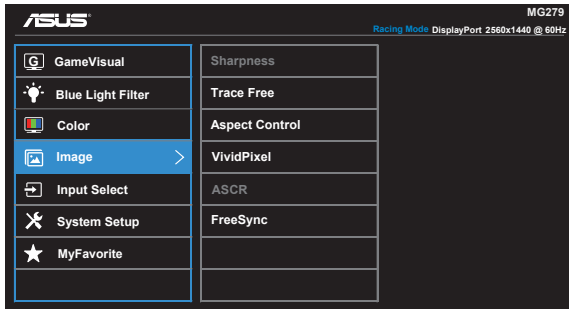 ASUS
MG279
Racing Mode DisplayPort 2560x1440 @ 60Hz
G GameVisual
Blue Light Filter
Color
Image
Input Select
System Setup
MyFavorite
Sharpness
Trace Free
Aspect Control
VividPixel
ASCR
FreeSync